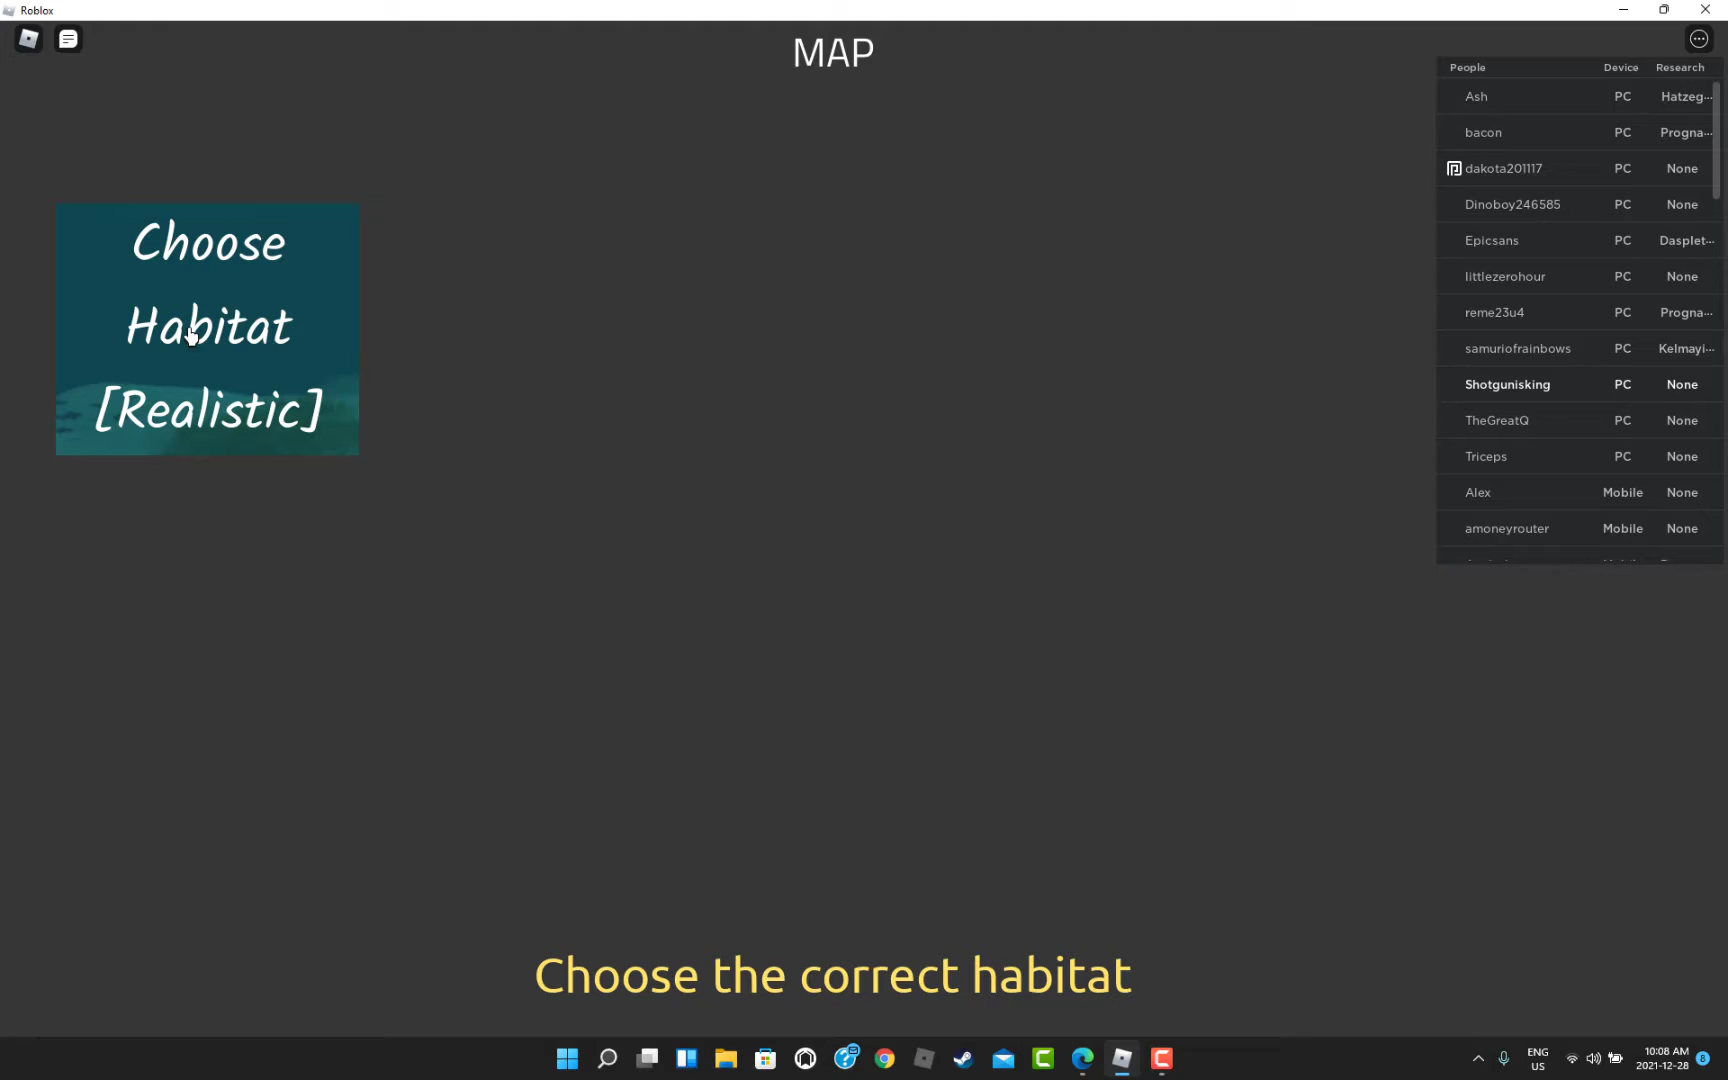 Roblox
MAP
People Device Research
Ash PC Hatzeg...
bacon PC Progna...
dakota201117 PC None
Dinoboy246585 PC None
Epicsans PC Dasplet...
littlezerohour PC None
reme23u4 PC Progna...
samuriofrainbows PC Kelmayi...
Shotgunisking PC None
TheGreatQ PC None
Triceps PC None
Alex Mobile None
amoneyrouter Mobile None
Choose
Habitat
[Realistic]
Choose the correct habitat
ENG
US
10:08 AM
2021-12-28
8